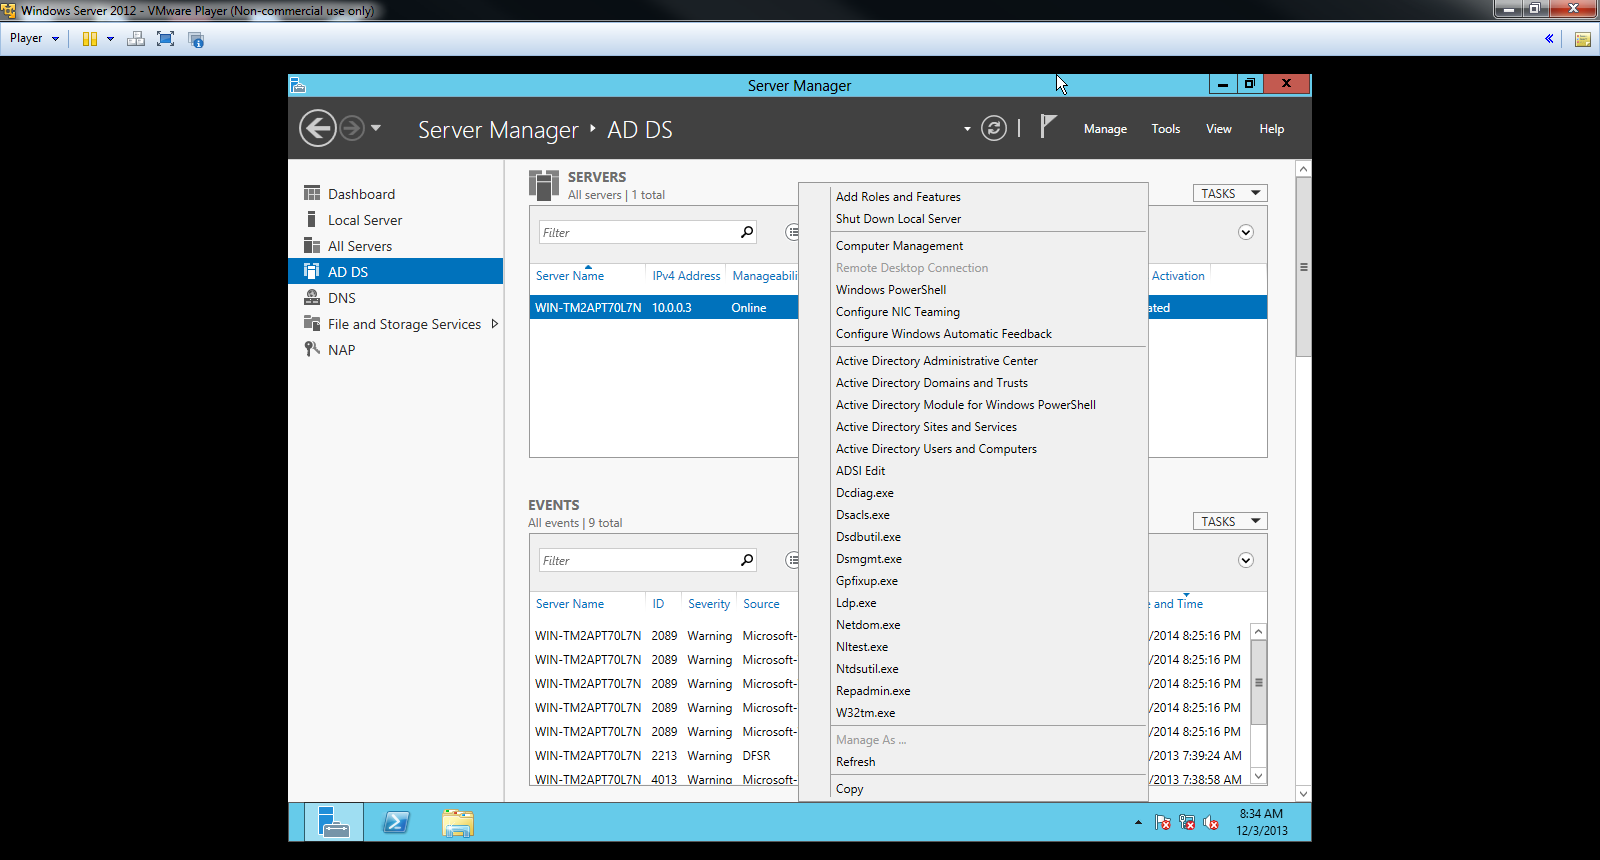 Windows Server 2012 - VMware Player (Non-commercial use only)
Player
Server Manager
Server Manager AD DS
Manage Tools View Help
Dashboard
Local Server
All Servers
AD DS
DNS
File and Storage Services
NAP
SERVERS
All servers | 1 total
TASKS
Filter
Server Name IPv4 Address Manageabili Activation
WIN-TM2APT70L7N 10.0.0.3 Online ated
Add Roles and Features
Shut Down Local Server
Computer Management
Remote Desktop Connection
Windows PowerShell
Configure NIC Teaming
Configure Windows Automatic Feedback
Active Directory Administrative Center
Active Directory Domains and Trusts
Active Directory Module for Windows PowerShell
Active Directory Sites and Services
Active Directory Users and Computers
ADSI Edit
Dcdiag.exe
Dsacls.exe
Dsdbutil.exe
Dsmgmt.exe
Gpfixup.exe
Ldp.exe
Netdom.exe
Nltest.exe
Ntdsutil.exe
Repadmin.exe
W32tm.exe
Manage As ...
Refresh
Copy
EVENTS
All events | 9 total
TASKS
Filter
Server Name ID Severity Source e and Time
WIN-TM2APT70L7N 2089 Warning Microsoft- /2014 8:25:16 PM
WIN-TM2APT70L7N 2089 Warning Microsoft- /2014 8:25:16 PM
WIN-TM2APT70L7N 2089 Warning Microsoft- /2014 8:25:16 PM
WIN-TM2APT70L7N 2089 Warning Microsoft- /2014 8:25:16 PM
WIN-TM2APT70L7N 2089 Warning Microsoft- /2014 8:25:16 PM
WIN-TM2APT70L7N 2213 Warning DFSR /2013 7:39:24 AM
WIN-TM2APT70L7N 4013 Warning Microsoft- /2013 7:38:58 AM
8:34 AM
12/3/2013